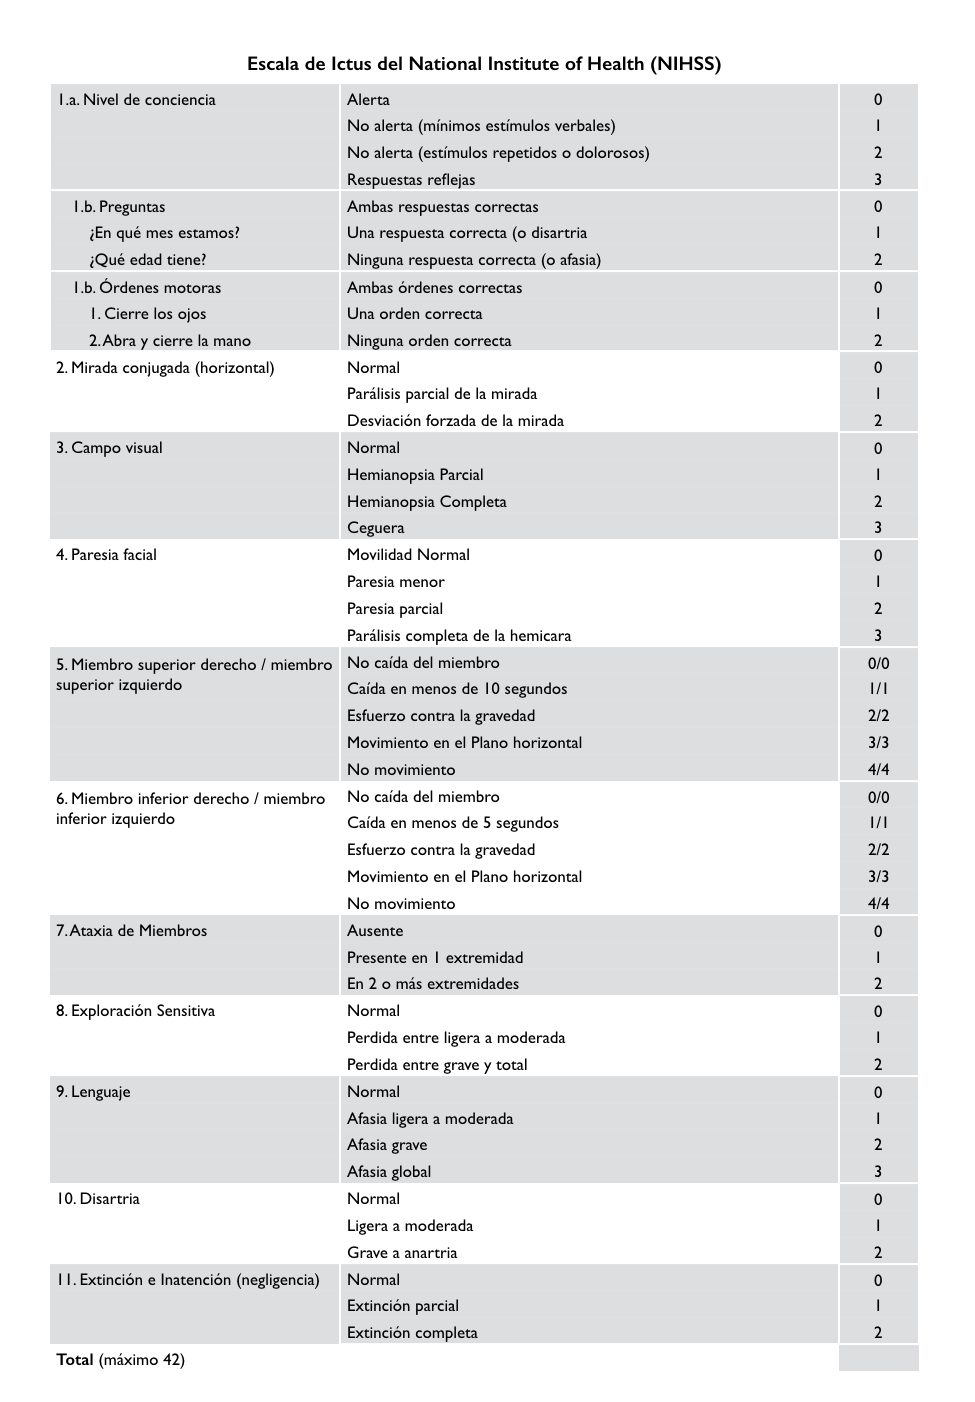 Escala de Ictus del National Institute of Health (NIHSS)
1.a. Nivel de conciencia Alerta 0
No alerta (mínimos estímulos verbales) 1
No alerta (estímulos repetidos o dolorosos) 2
Respuestas reflejas 3
1.b. Preguntas Ambas respuestas correctas 0
¿En qué mes estamos? Una respuesta correcta (o disartria 1
¿Qué edad tiene? Ninguna respuesta correcta (o afasia) 2
1.b. Órdenes motoras Ambas órdenes correctas 0
1. Cierre los ojos Una orden correcta 1
2. Abra y cierre la mano Ninguna orden correcta 2
2. Mirada conjugada (horizontal) Normal 0
Parálisis parcial de la mirada 1
Desviación forzada de la mirada 2
3. Campo visual Normal 0
Hemianopsia Parcial 1
Hemianopsia Completa 2
Ceguera 3
4. Paresia facial Movilidad Normal 0
Paresia menor 1
Paresia parcial 2
Parálisis completa de la hemicara 3
5. Miembro superior derecho / miembro No caída del miembro 0/0
superior izquierdo Caída en menos de 10 segundos 1/1
Esfuerzo contra la gravedad 2/2
Movimiento en el Plano horizontal 3/3
No movimiento 4/4
6. Miembro inferior derecho / miembro No caída del miembro 0/0
inferior izquierdo Caída en menos de 5 segundos 1/1
Esfuerzo contra la gravedad 2/2
Movimiento en el Plano horizontal 3/3
No movimiento 4/4
7. Ataxia de Miembros Ausente 0
Presente en 1 extremidad 1
En 2 o más extremidades 2
8. Exploración Sensitiva Normal 0
Perdida entre ligera a moderada 1
Perdida entre grave y total 2
9. Lenguaje Normal 0
Afasia ligera a moderada 1
Afasia grave 2
Afasia global 3
10. Disartria Normal 0
Ligera a moderada 1
Grave a anartria 2
11. Extinción e Inatención (negligencia) Normal 0
Extinción parcial 1
Extinción completa 2
Total (máximo 42)